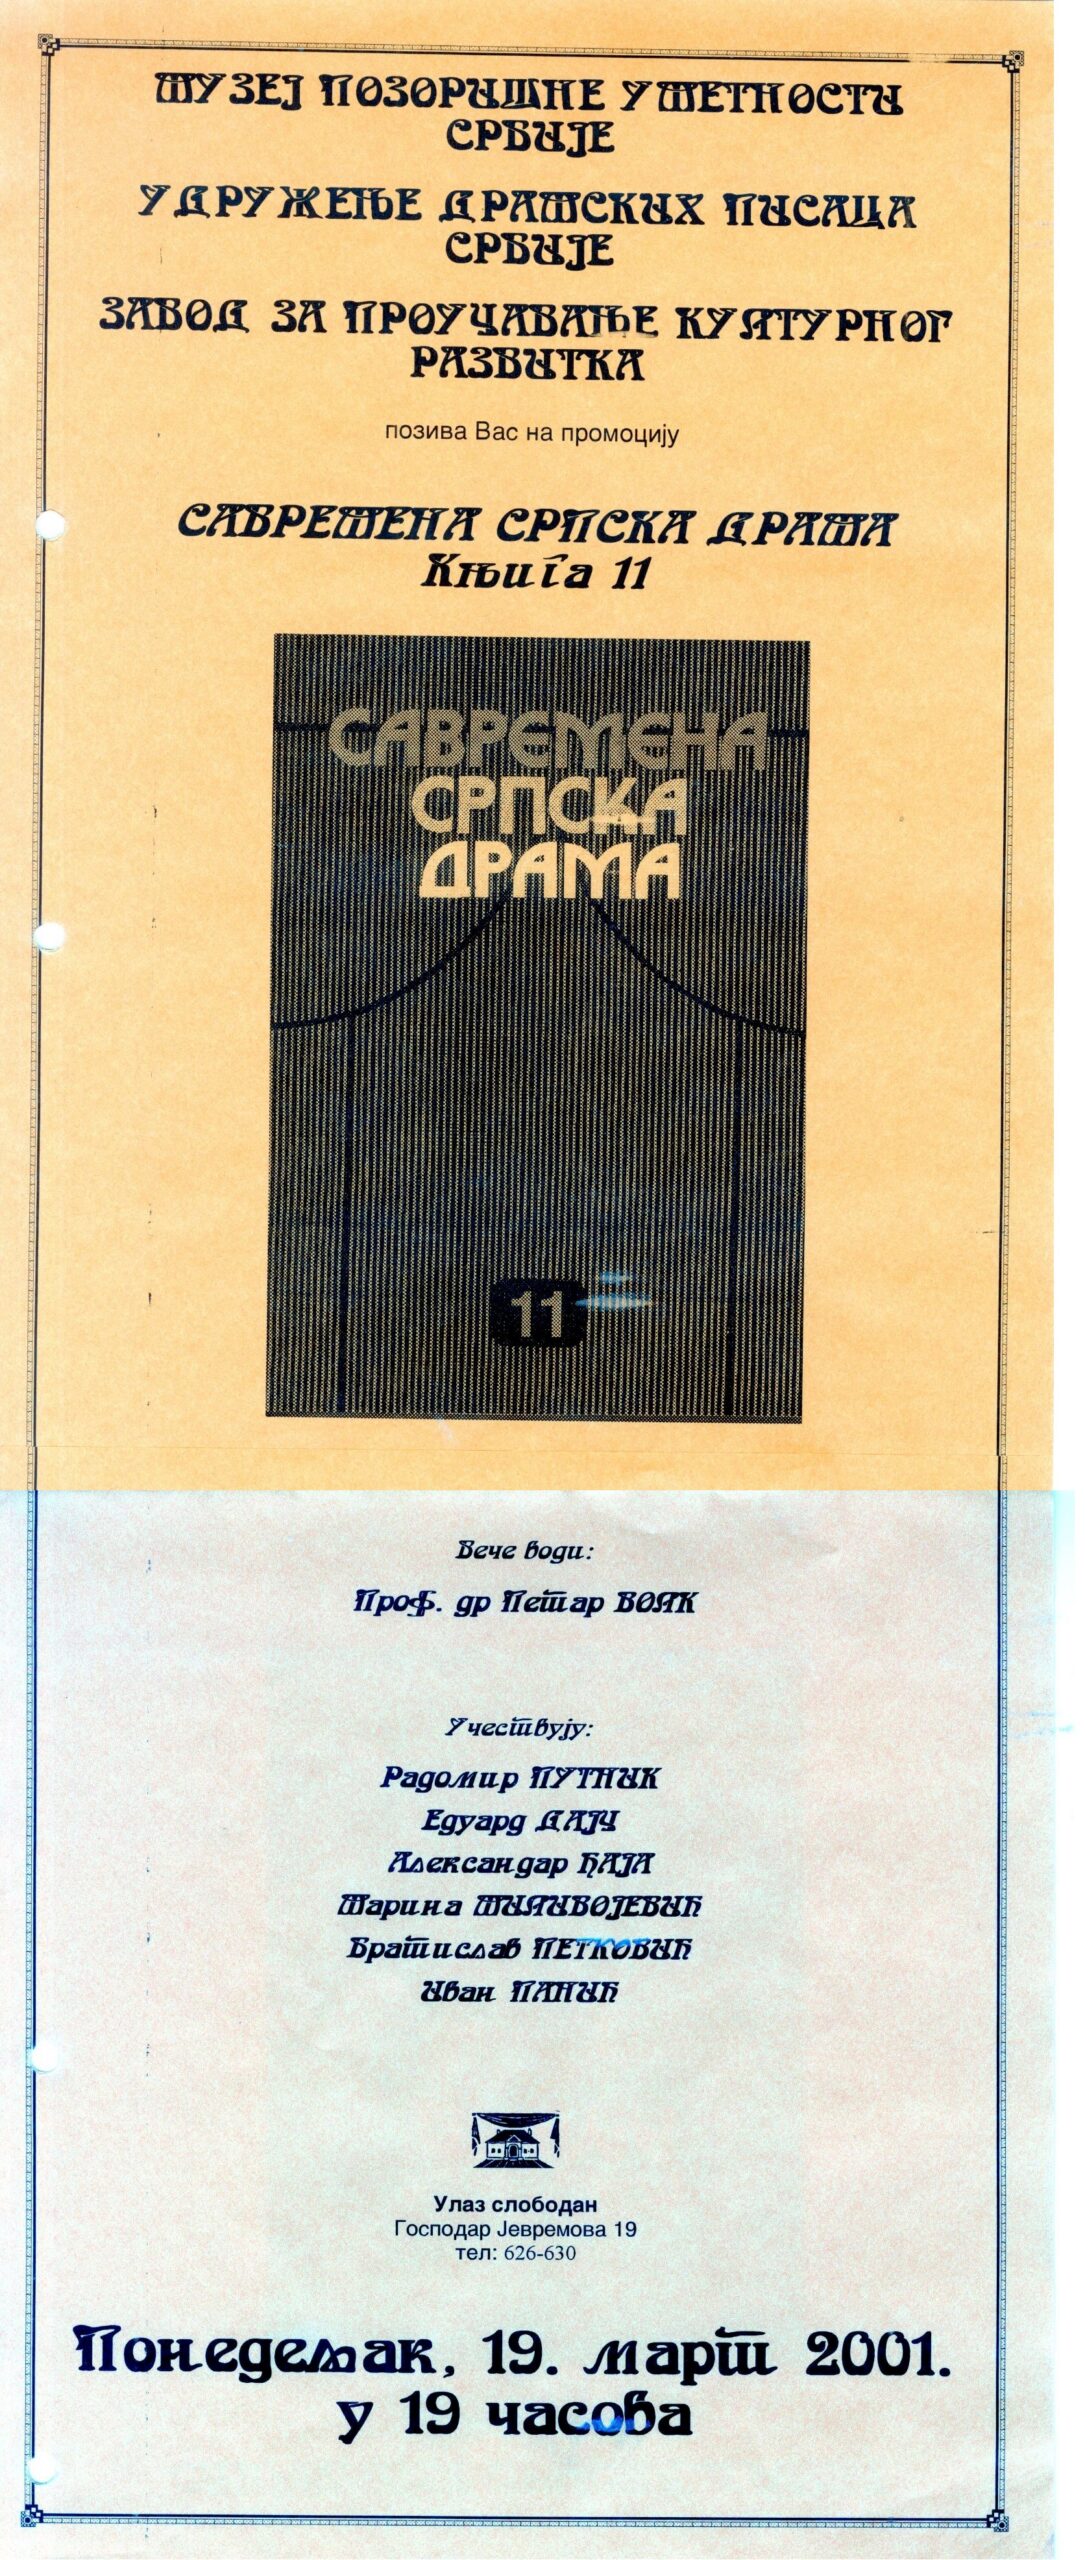 МУЗЕЈ ПОЗОРИШНЕ УМЕТНОСТИ
СРБИЈЕ
УДРУЖЕЊЕ ДРАМСКИХ ПИСАЦА
СРБИЈЕ
ЗАВОД ЗА ПРОУЧАВАЊЕ КУЛТУРНОГ
РАЗВИТКА
позива Вас на промоцију
САВРЕМЕНА СРПСКА ДРАМА
Књига 11
САВРЕМЕНА
СРПСКА
ДРАМА
11
Вече води:
Проф. др Петар ВОЛК
Учествују:
Радомир ПУТНИК
Едуард ДАЈЧ
Александар ЂАЈА
Марина МИЛИВОЈЕВИЋ
Братислав ПЕТКОВИЋ
Иван ПАНИЋ
Улаз слободан
Господар Јевремова 19
тел: 626-630
Понедељак, 19. март 2001.
у 19 часова